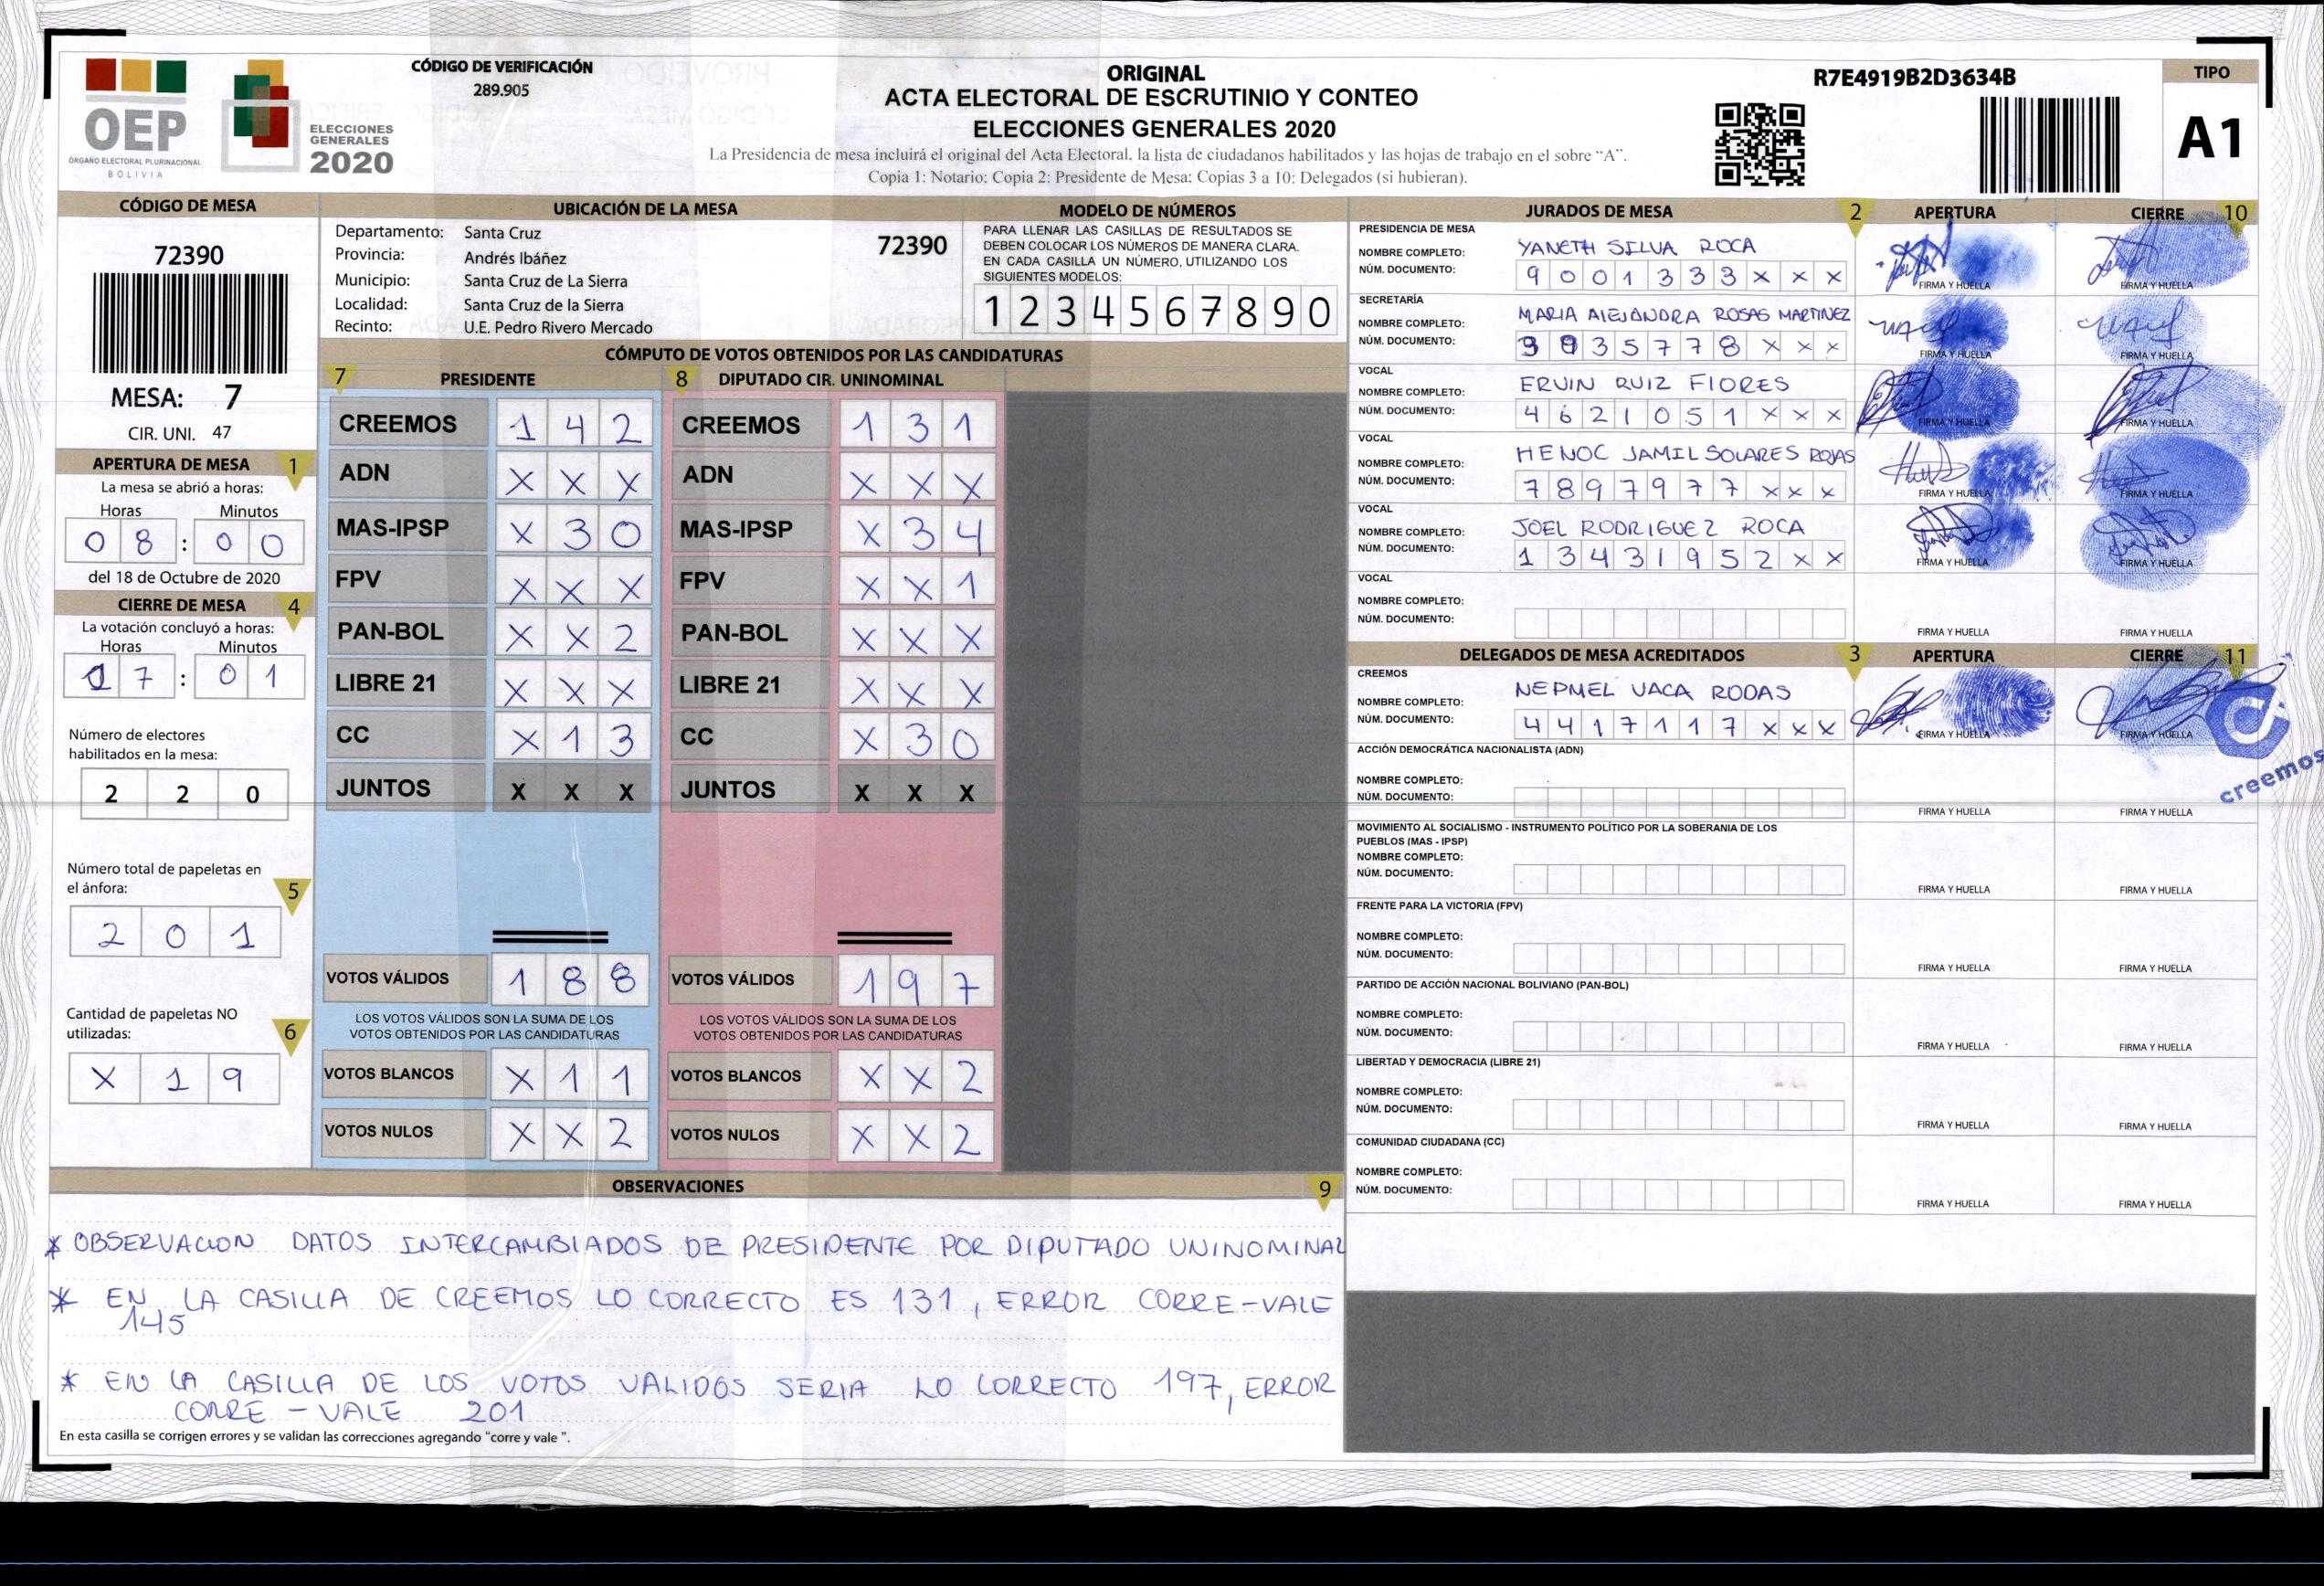 OEP
ÓRGANO ELECTORAL PLURINACIONAL
BOLIVIA
ELECCIONES
GENERALES
2020
CÓDIGO DE VERIFICACIÓN
289.905
ORIGINAL
ACTA ELECTORAL DE ESCRUTINIO Y CONTEO
ELECCIONES GENERALES 2020
La Presidencia de mesa incluirá el original del Acta Electoral, la lista de ciudadanos habilitados y las hojas de trabajo en el sobre "A".
Copia 1: Notario; Copia 2: Presidente de Mesa; Copias 3 a 10: Delegados (si hubieran).
R7E4919B2D3634B
TIPO
A1
CÓDIGO DE MESA
72390
MESA: 7
CIR. UNI. 47
APERTURA DE MESA 1
La mesa se abrió a horas:
Horas Minutos
0 8 : 0 0
del 18 de Octubre de 2020
CIERRE DE MESA 4
La votación concluyó a horas:
Horas Minutos
1 7 : 0 1
Número de electores
habilitados en la mesa:
2 2 0
Número total de papeletas en
el ánfora: 5
2 0 1
Cantidad de papeletas NO
utilizadas: 6
X 1 9
UBICACIÓN DE LA MESA
Departamento: Santa Cruz
Provincia: Andrés Ibáñez
Municipio: Santa Cruz de La Sierra
Localidad: Santa Cruz de la Sierra
Recinto: U.E. Pedro Rivero Mercado
72390
MODELO DE NÚMEROS
PARA LLENAR LAS CASILLAS DE RESULTADOS SE
DEBEN COLOCAR LOS NÚMEROS DE MANERA CLARA.
EN CADA CASILLA UN NÚMERO, UTILIZANDO LOS
SIGUIENTES MODELOS:
1 2 3 4 5 6 7 8 9 0
CÓMPUTO DE VOTOS OBTENIDOS POR LAS CANDIDATURAS
7 PRESIDENTE
CREEMOS 1 4 2
ADN X X X
MAS-IPSP X 3 0
FPV X X X
PAN-BOL X X 2
LIBRE 21 X X X
CC X 1 3
JUNTOS X X X
VOTOS VÁLIDOS 1 8 8
LOS VOTOS VÁLIDOS SON LA SUMA DE LOS
VOTOS OBTENIDOS POR LAS CANDIDATURAS
VOTOS BLANCOS X 1 1
VOTOS NULOS X X 2
8 DIPUTADO CIR. UNINOMINAL
CREEMOS 1 3 1
ADN X X X
MAS-IPSP X 3 4
FPV X X 1
PAN-BOL X X X
LIBRE 21 X X X
CC X 3 0
JUNTOS X X X
VOTOS VÁLIDOS 1 9 7
LOS VOTOS VÁLIDOS SON LA SUMA DE LOS
VOTOS OBTENIDOS POR LAS CANDIDATURAS
VOTOS BLANCOS X X 2
VOTOS NULOS X X 2
OBSERVACIONES 9
* OBSERVACION DATOS INTERCAMBIADOS DE PRESIDENTE POR DIPUTADO UNINOMINAL
* EN LA CASILLA DE CREEMOS LO CORRECTO ES 131, ERROR CORRE-VALE
145
* EN LA CASILLA DE LOS VOTOS VALIDOS SERIA LO CORRECTO 197, ERROR
CORRE - VALE 201
En esta casilla se corrigen errores y se validan las correcciones agregando "corre y vale ".
JURADOS DE MESA 2 APERTURA CIERRE 10
PRESIDENCIA DE MESA
NOMBRE COMPLETO: YANETH SILVA ROCA
NÚM. DOCUMENTO: 9 0 0 1 3 3 3 X X X
FIRMA Y HUELLA FIRMA Y HUELLA
SECRETARÍA
NOMBRE COMPLETO: MARIA ALEJANDRA ROSAS MARTINEZ
NÚM. DOCUMENTO: 3 5 7 7 8 X X X
FIRMA Y HUELLA FIRMA Y HUELLA
VOCAL
NOMBRE COMPLETO: ERVIN RUIZ FLORES
NÚM. DOCUMENTO: 4 6 2 1 0 5 1 X X X
FIRMA Y HUELLA FIRMA Y HUELLA
VOCAL
NOMBRE COMPLETO: HENOC JAMIL SOLARES ROJAS
NÚM. DOCUMENTO: 7 8 9 7 9 7 7 X X X
FIRMA Y HUELLA FIRMA Y HUELLA
VOCAL
NOMBRE COMPLETO: JOEL RODRIGUEZ ROCA
NÚM. DOCUMENTO: 1 3 4 3 1 9 5 2 X X
FIRMA Y HUELLA FIRMA Y HUELLA
VOCAL
NOMBRE COMPLETO:
NÚM. DOCUMENTO:
FIRMA Y HUELLA FIRMA Y HUELLA
DELEGADOS DE MESA ACREDITADOS 3 APERTURA CIERRE 11
CREEMOS
NOMBRE COMPLETO: VACA RODAS
NÚM. DOCUMENTO: 4 4 1 7 1 1 7 X X X
FIRMA Y HUELLA FIRMA Y HUELLA
creemos
ACCIÓN DEMOCRÁTICA NACIONALISTA (ADN)
NOMBRE COMPLETO:
NÚM. DOCUMENTO:
FIRMA Y HUELLA FIRMA Y HUELLA
MOVIMIENTO AL SOCIALISMO - INSTRUMENTO POLÍTICO POR LA SOBERANIA DE LOS
PUEBLOS (MAS - IPSP)
NOMBRE COMPLETO:
NÚM. DOCUMENTO:
FIRMA Y HUELLA FIRMA Y HUELLA
FRENTE PARA LA VICTORIA (FPV)
NOMBRE COMPLETO:
NÚM. DOCUMENTO:
FIRMA Y HUELLA FIRMA Y HUELLA
PARTIDO DE ACCIÓN NACIONAL BOLIVIANO (PAN-BOL)
NOMBRE COMPLETO:
NÚM. DOCUMENTO:
FIRMA Y HUELLA FIRMA Y HUELLA
LIBERTAD Y DEMOCRACIA (LIBRE 21)
NOMBRE COMPLETO:
NÚM. DOCUMENTO:
FIRMA Y HUELLA FIRMA Y HUELLA
COMUNIDAD CIUDADANA (CC)
NOMBRE COMPLETO:
NÚM. DOCUMENTO:
FIRMA Y HUELLA FIRMA Y HUELLA